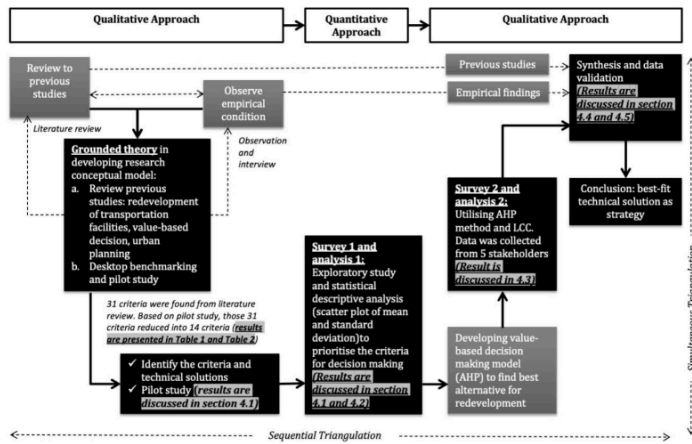 Qualitative Approach
Quantitative
Approach
Qualitative Approach
Review to
previous
studies
Observe
empirical
condition
Previous studies
Empirical findings
Synthesis and data
validation
(Results are
discussed in section
4.4 and 4.5)
Literature review
Observation
and
interview
Grounded theory in
developing research
conceptual model:
a. Review previous
studies: redevelopment
of transportation
facilities, value-based
decision, urban
planning
b. Desktop benchmarking
and pilot study
Survey 2 and
analysis 2:
Utilising AHP
method and LCC.
Data was collected
from 5 stakeholders
(Result is
discussed in 4.3)
Conclusion: best-fit
technical solution as
strategy
31 criteria were found from literature
review. Based on pilot study, those 31
criteria reduced into 14 criteria (results
are presented in Table 1 and Table 2)
Survey 1 and
analysis 1:
Exploratory study
and statistical
descriptive analysis
(scatter plot of mean
and standard
deviation)to
prioritise the criteria
for decision making
(Results are
discussed in section
4.1 and 4.2)
✓ Identify the criteria and
technical solutions
✓ Pilot study (results are
discussed in section 4.1)
Developing value-
based decision
making model
(AHP) to find best
alternative for
redevelopment
Sequential Triangulation
Triangulation